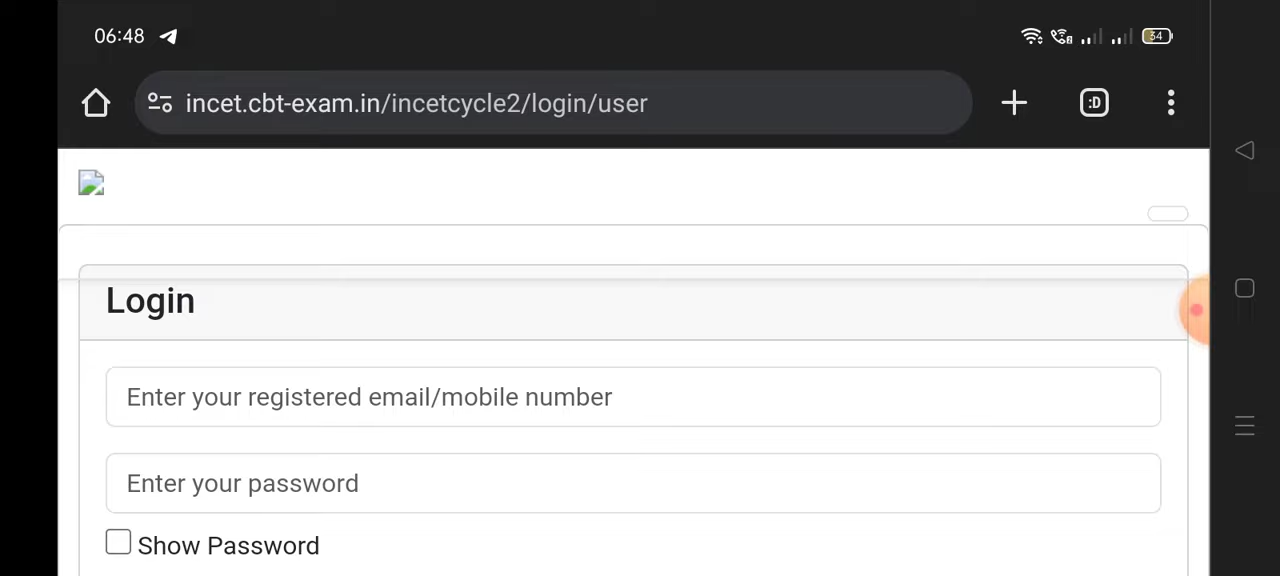 06:48
34
incet.cbt-exam.in/incetcycle2/login/user
:D
Login
Enter your registered email/mobile number
Enter your password
Show Password